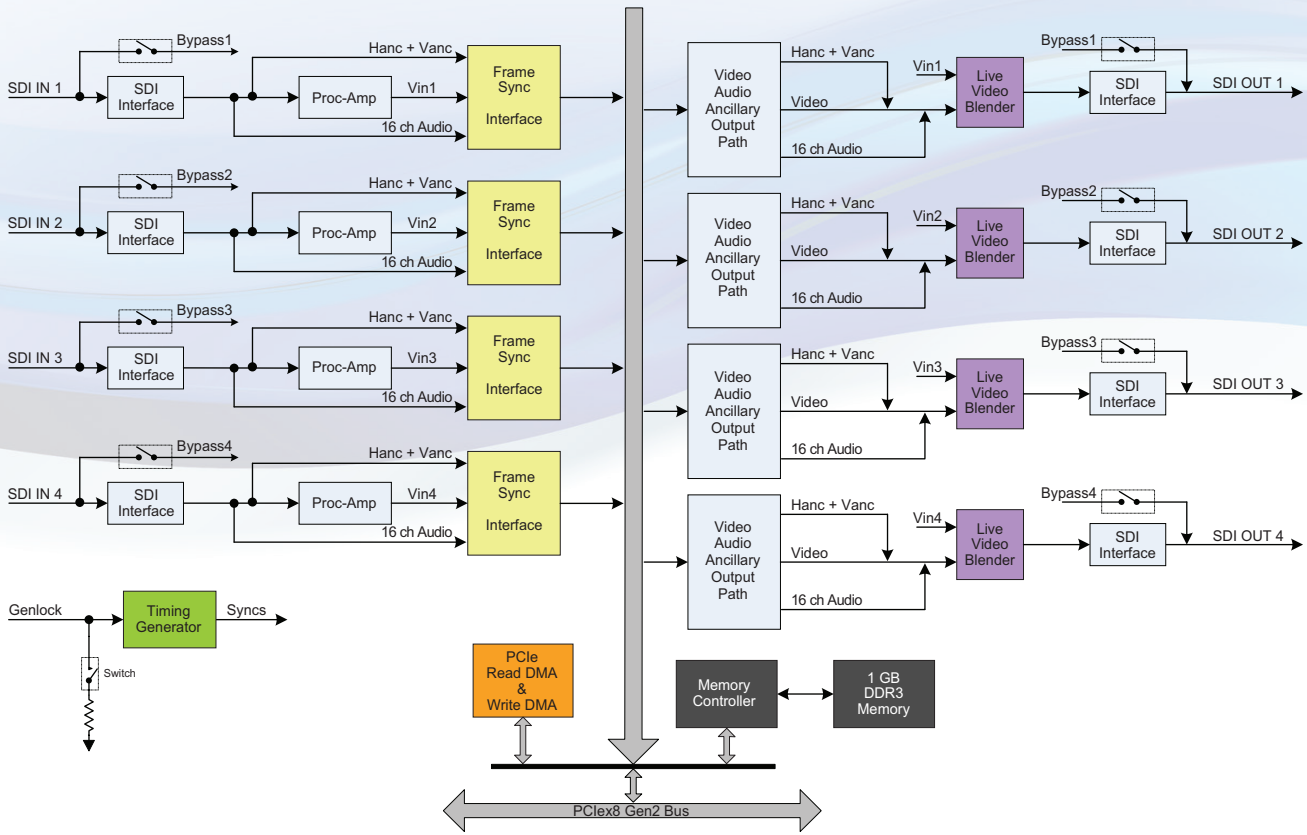 Bypass1
SDI IN 1
SDI
Interface
Hanc + Vanc
Proc-Amp
Vin1
16 ch Audio
Frame
Sync
Interface
Bypass2
SDI IN 2
SDI
Interface
Hanc + Vanc
Proc-Amp
Vin2
16 ch Audio
Frame
Sync
Interface
Bypass3
SDI IN 3
SDI
Interface
Hanc + Vanc
Proc-Amp
Vin3
16 ch Audio
Frame
Sync
Interface
Bypass4
SDI IN 4
SDI
Interface
Hanc + Vanc
Proc-Amp
Vin4
16 ch Audio
Frame
Sync
Interface
Genlock
Timing
Generator
Syncs
Switch
Video
Audio
Ancillary
Output
Path
Hanc + Vanc
Video
16 ch Audio
Vin1
Live
Video
Blender
Bypass1
SDI
Interface
SDI OUT 1
Video
Audio
Ancillary
Output
Path
Hanc + Vanc
Video
16 ch Audio
Vin2
Live
Video
Blender
Bypass2
SDI
Interface
SDI OUT 2
Video
Audio
Ancillary
Output
Path
Hanc + Vanc
Video
16 ch Audio
Vin3
Live
Video
Blender
Bypass3
SDI
Interface
SDI OUT 3
Video
Audio
Ancillary
Output
Path
Hanc + Vanc
Video
16 ch Audio
Vin4
Live
Video
Blender
Bypass4
SDI
Interface
SDI OUT 4
PCIe
Read DMA
&
Write DMA
Memory
Controller
1 GB
DDR3
Memory
PCIex8 Gen2 Bus